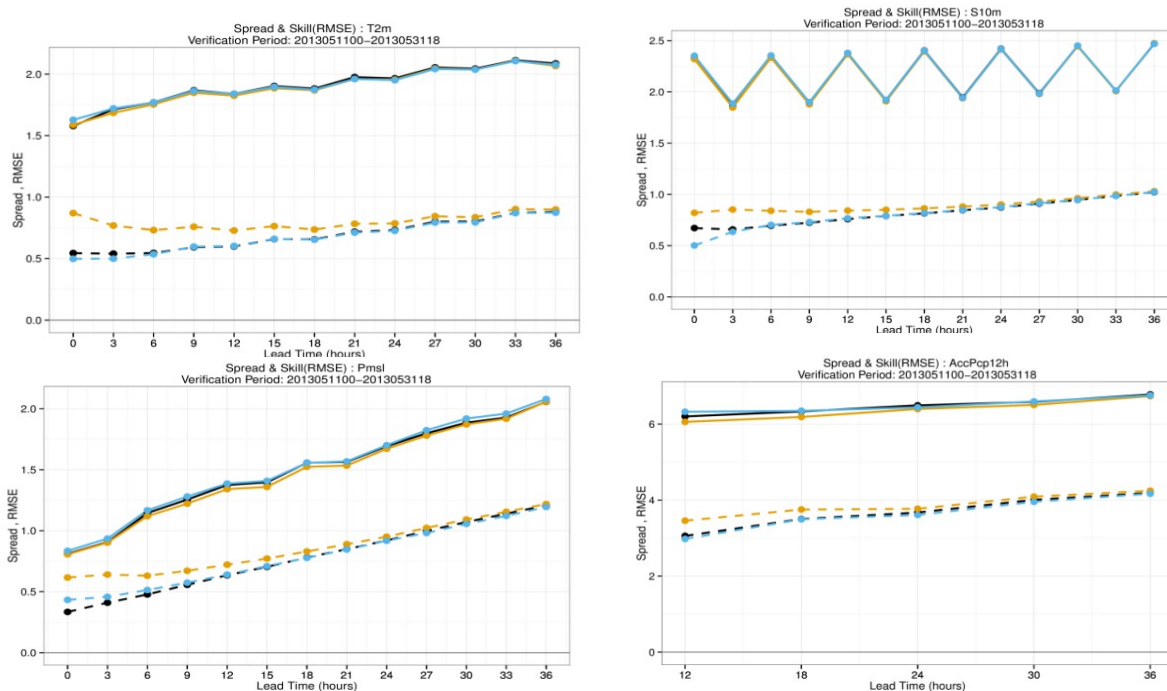 Spread & Skill(RMSE) : T2m
Verification Period: 2013051100–2013053118
Spread , RMSE
2.0
1.5
1.0
0.5
0.0
0 3 6 9 12 15 18 21 24 27 30 33 36
Lead Time (hours)
Spread & Skill(RMSE) : S10m
Verification Period: 2013051100–2013053118
Spread , RMSE
2.5
2.0
1.5
1.0
0.5
0.0
0 3 6 9 12 15 18 21 24 27 30 33 36
Lead Time (hours)
Spread & Skill(RMSE) : Pmsl
Verification Period: 2013051100–2013053118
Spread , RMSE
2.0
1.5
1.0
0.5
0.0
0 3 6 9 12 15 18 21 24 27 30 33 36
Lead Time (hours)
Spread & Skill(RMSE) : AccPcp12h
Verification Period: 2013051100–2013053118
Spread , RMSE
6
4
2
0
12 18 24 30 36
Lead Time (hours)